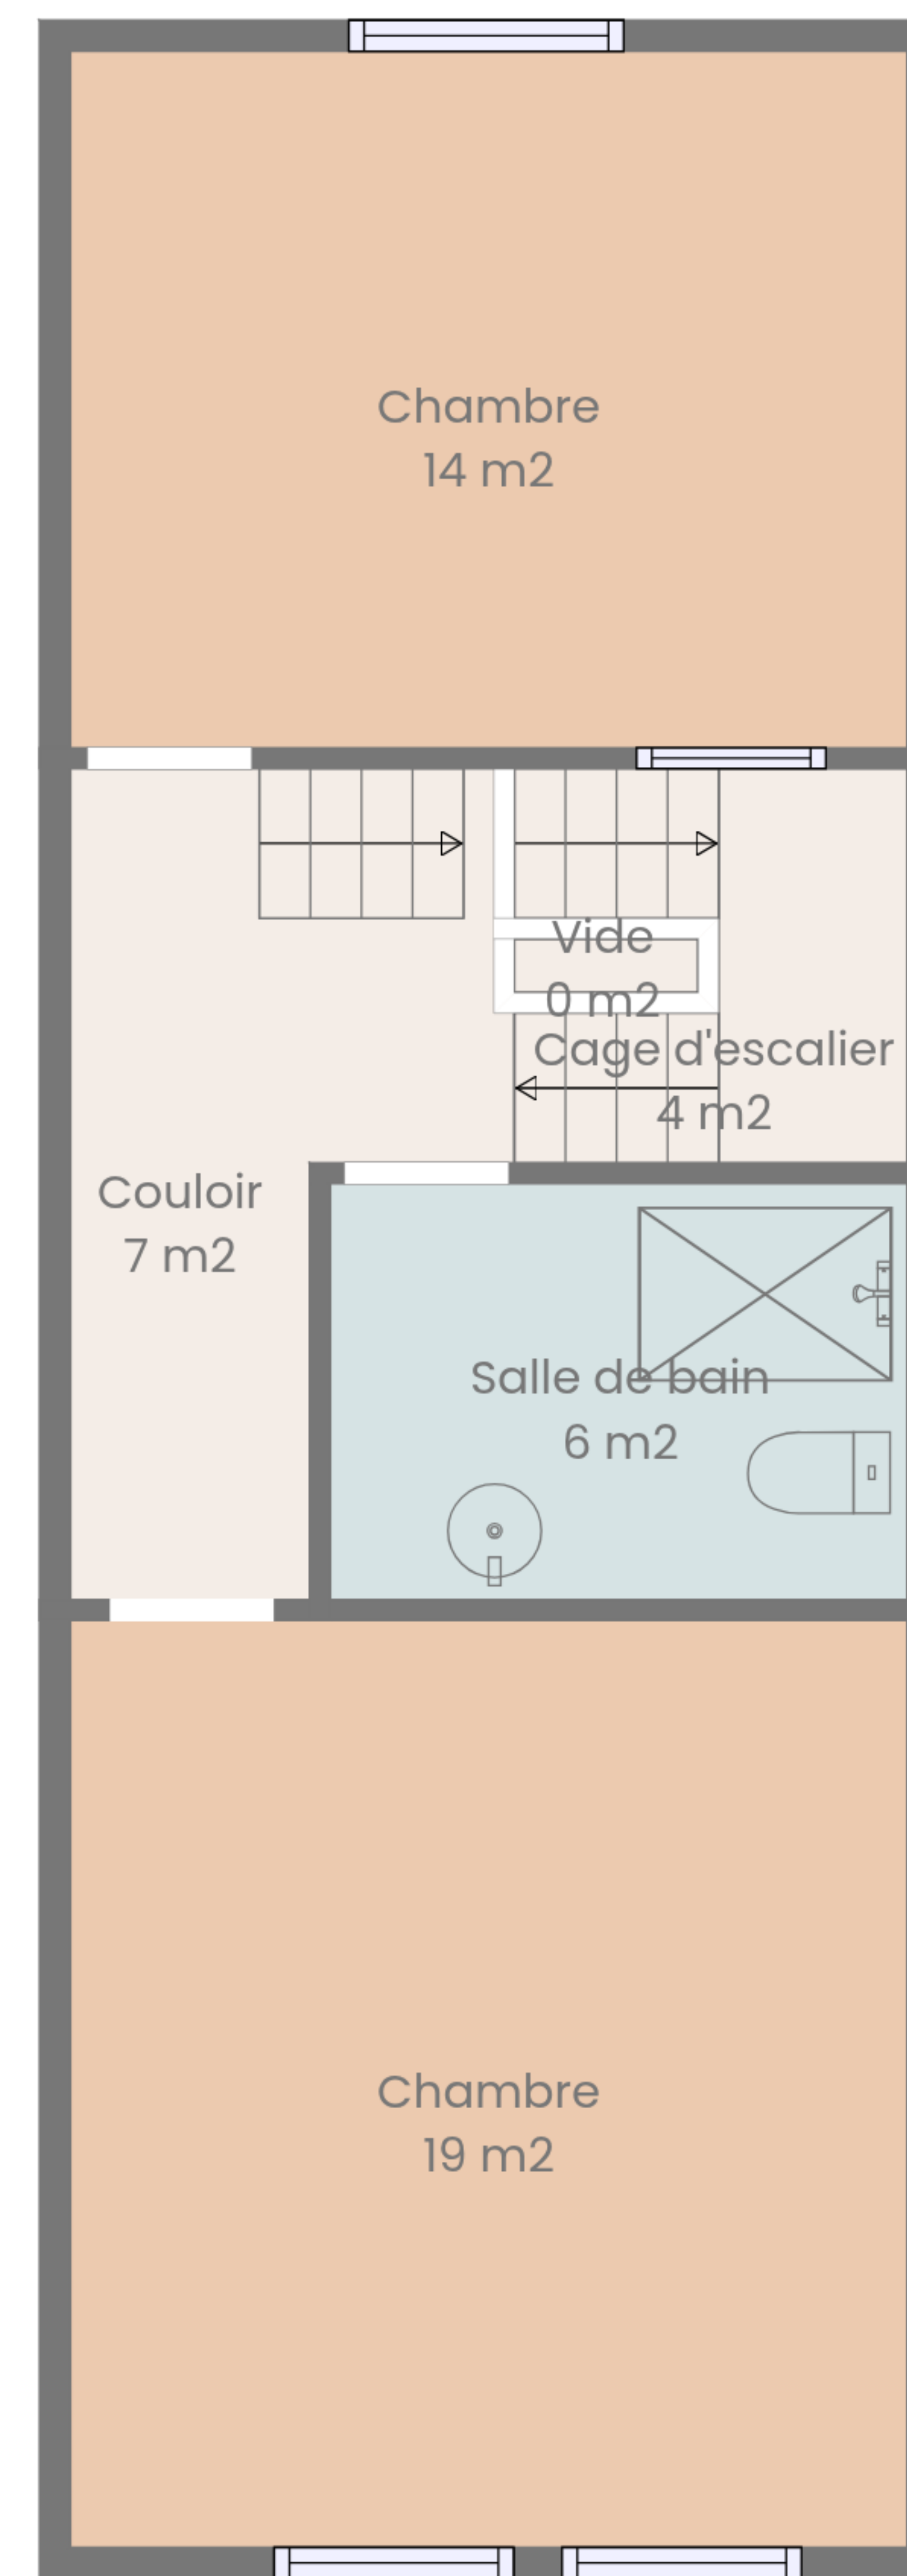 Chambre
14 m2
Vide
0 m2
Cage d'escalier
4 m2
Couloir
7 m2
Salle de bain
6 m2
Chambre
19 m2